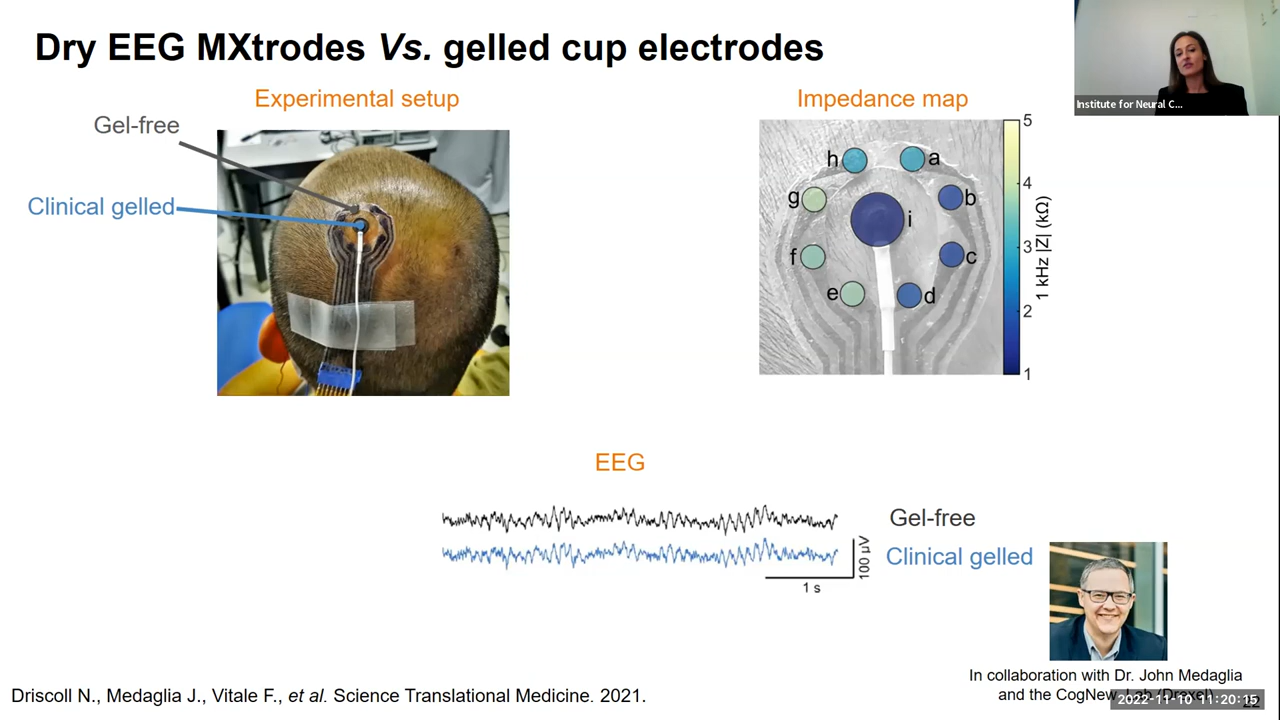 Dry EEG MXtrodes Vs. gelled cup electrodes
Institute for Neural C...
Experimental setup
Gel-free
Clinical gelled
Impedance map
h
a
g
b
i
f
c
e
d
5
4
3
2
1
1 kHz |Z| (kΩ)
EEG
Gel-free
Clinical gelled
100 µV
1 s
In collaboration with Dr. John Medaglia
and the CogNew Lab (Drexel)
Driscoll N., Medaglia J., Vitale F., et al. Science Translational Medicine. 2021.
2022-11-10 11:20:15
22